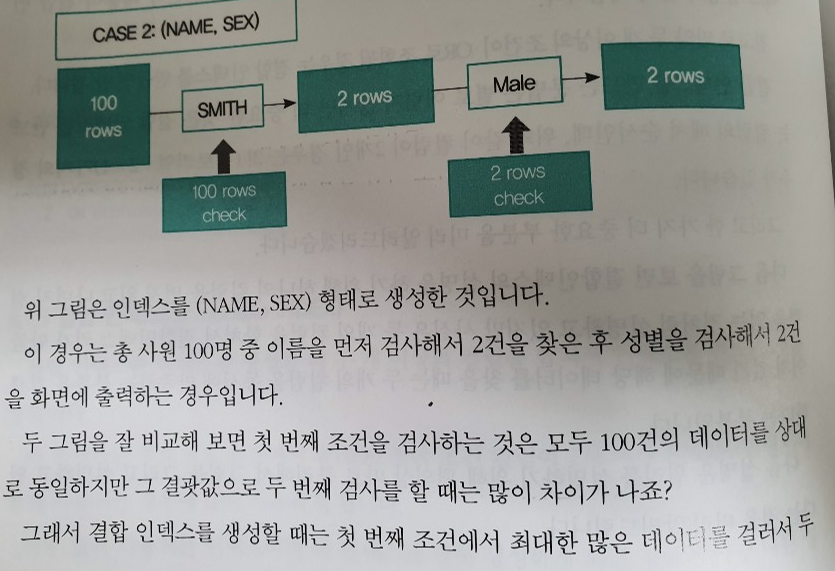 CASE 2: (NAME, SEX)
100
rows
SMITH
2 rows
Male
2 rows
100 rows
check
2 rows
check
위 그림은 인덱스를 (NAME, SEX) 형태로 생성한 것입니다.
이 경우는 총 사원 100명 중 이름을 먼저 검사해서 2건을 찾은 후 성별을 검사해서 2건
을 화면에 출력하는 경우입니다.
두 그림을 잘 비교해 보면 첫 번째 조건을 검사하는 것은 모두 100건의 데이터를 상대
로 동일하지만 그 결괏값으로 두 번째 검사를 할 때는 많이 차이가 나죠?
그래서 결합 인덱스를 생성할 때는 첫 번째 조건에서 최대한 많은 데이터를 걸러서 두